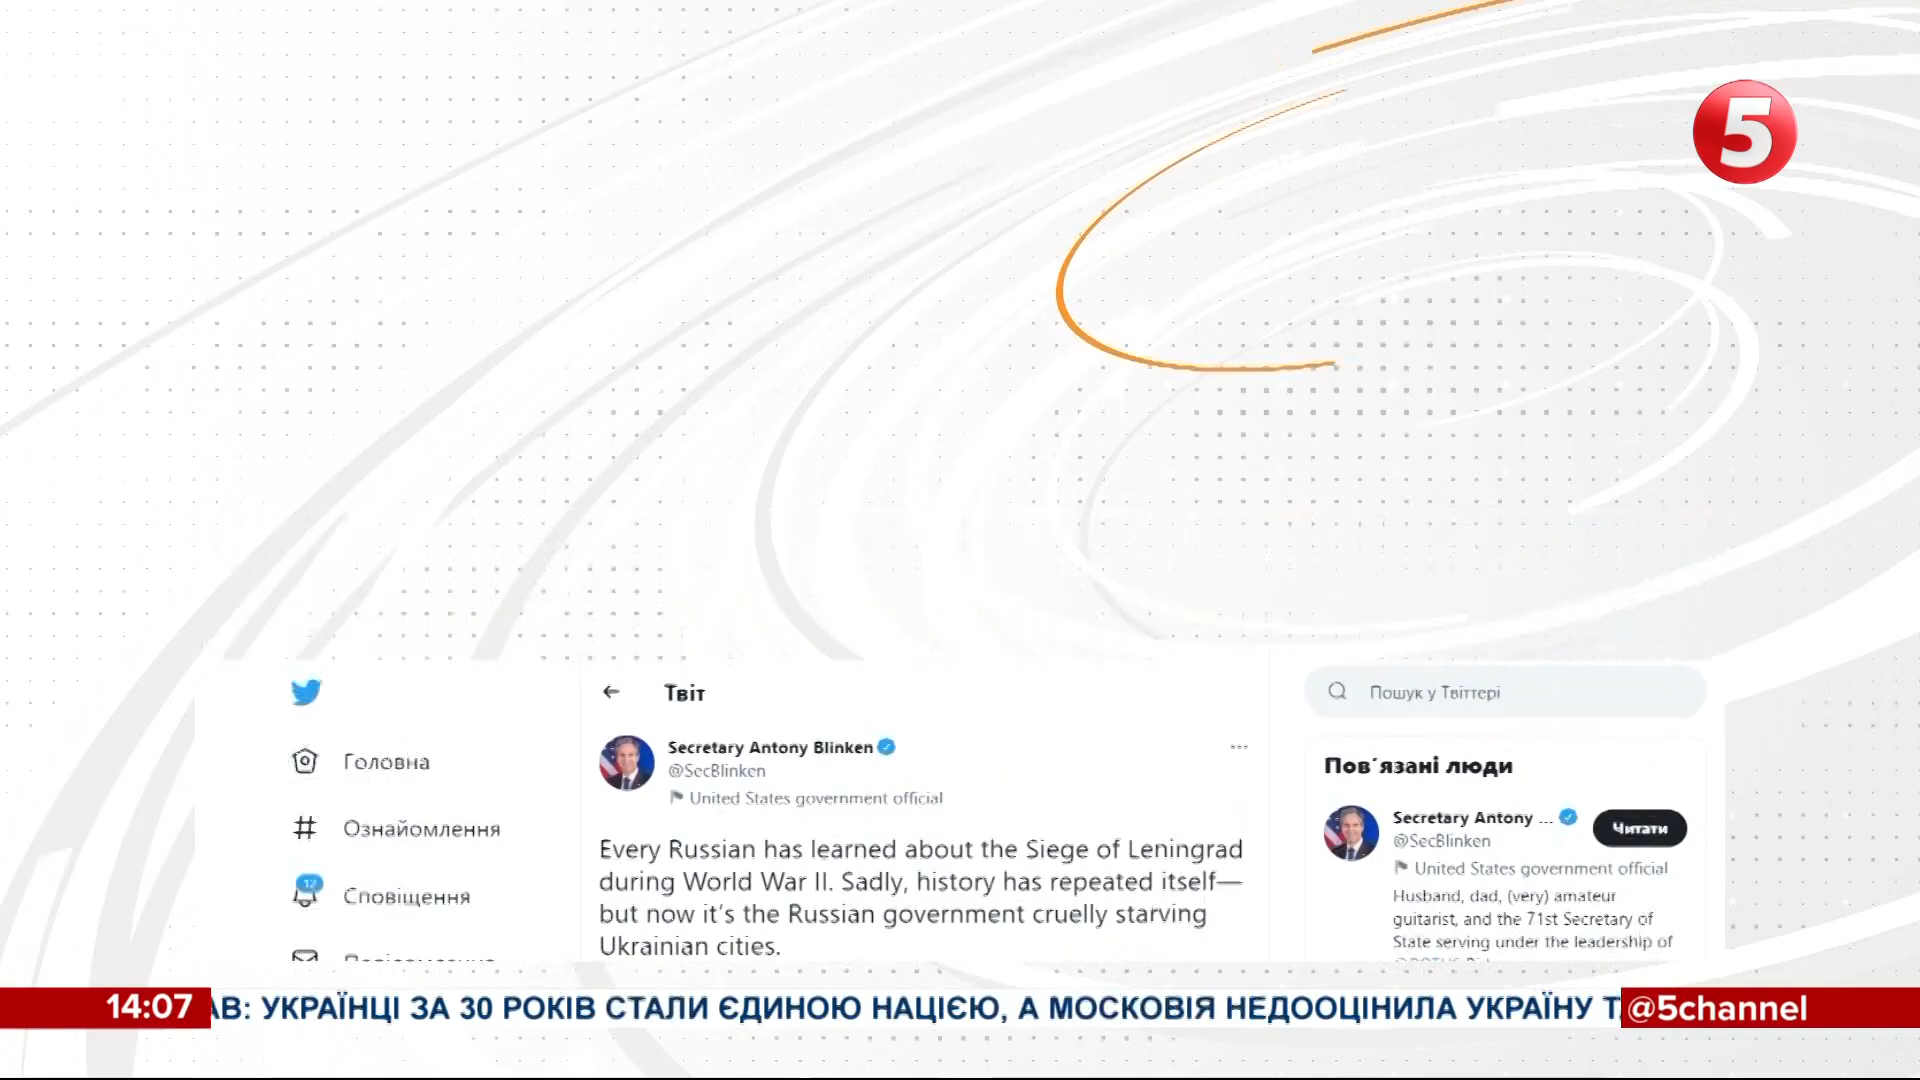 5
Твіт
Пошук у Твіттері
Головна
Ознайомлення
12
Сповіщення
Secretary Antony Blinken
@SecBlinken
United States government official
Every Russian has learned about the Siege of Leningrad
during World War II. Sadly, history has repeated itself—
but now it's the Russian government cruelly starving
Ukrainian cities.
Пов´язані люди
Secretary Antony ...
@SecBlinken
Читати
United States government official
Husband, dad, (very) amateur
guitarist, and the 71st Secretary of
State serving under the leadership of
14:07
АВ: УКРАЇНЦІ ЗА 30 РОКІВ СТАЛИ ЄДИНОЮ НАЦІЄЮ, А МОСКОВІЯ НЕДООЦІНИЛА УКРАЇНУ
@5channel